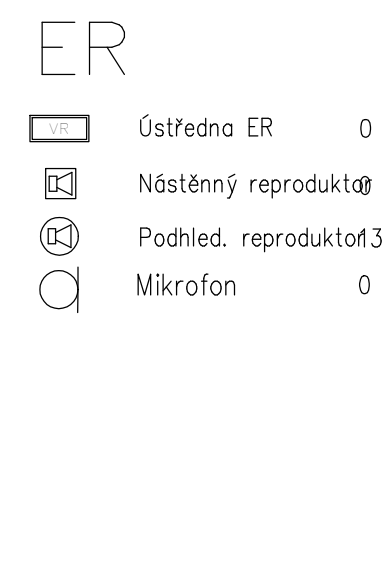 ER
VR Ústředna ER 0
Nástěnný reproduktor 0
Podhled. reproduktor 13
Mikrofon 0